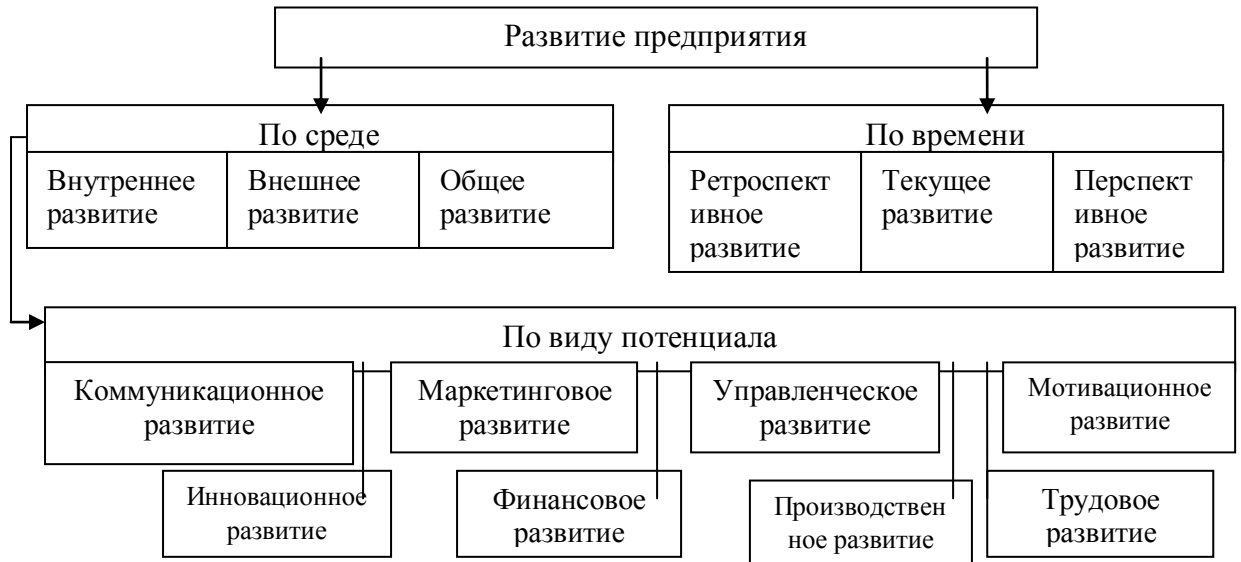 Развитие предприятия
По среде
Внутреннее
развитие
Внешнее
развитие
Общее
развитие
По времени
Ретроспект
ивное
развитие
Текущее
развитие
Перспект
ивное
развитие
По виду потенциала
Коммуникационное
развитие
Маркетинговое
развитие
Управленческое
развитие
Мотивационное
развитие
Инновационное
развитие
Финансовое
развитие
Производствен
ное развитие
Трудовое
развитие